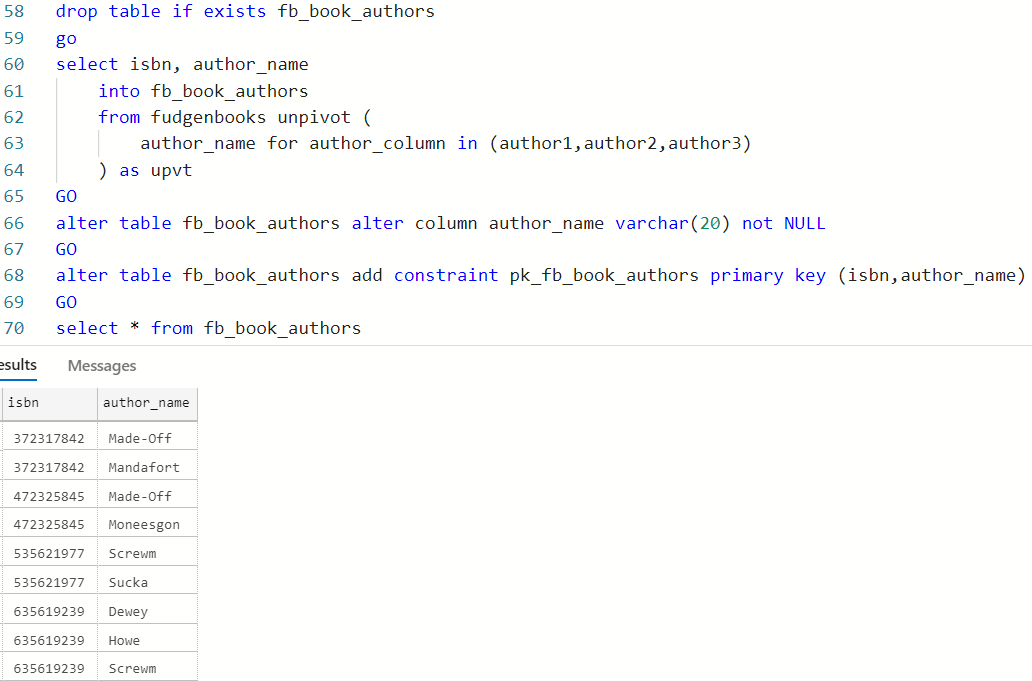 58 drop table if exists fb_book_authors
59 go
60 select isbn, author_name
61 into fb_book_authors
62 from fudgenbooks unpivot (
63 author_name for author_column in (author1,author2,author3)
64 ) as upvt
65 GO
66 alter table fb_book_authors alter column author_name varchar(20) not NULL
67 GO
68 alter table fb_book_authors add constraint pk_fb_book_authors primary key (isbn,author_name)
69 GO
70 select * from fb_book_authors
esults Messages
isbn author_name
372317842 Made-Off
372317842 Mandafort
472325845 Made-Off
472325845 Moneesgon
535621977 Screwm
535621977 Sucka
635619239 Dewey
635619239 Howe
635619239 Screwm